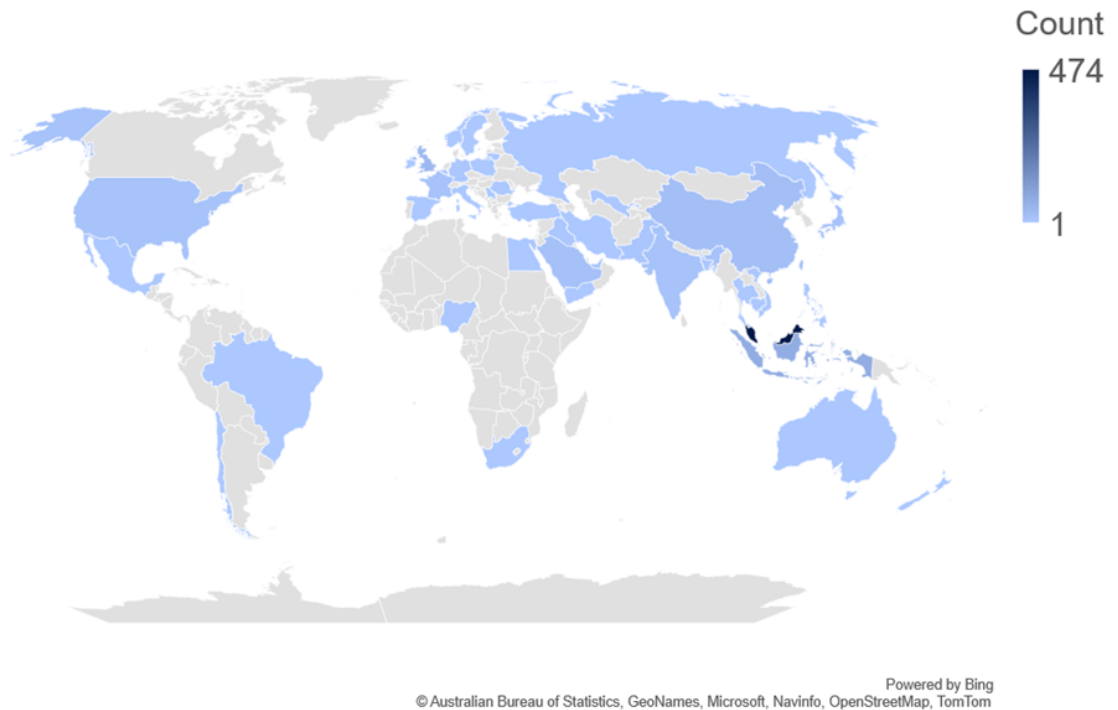 Count
474
1
Powered by Bing
© Australian Bureau of Statistics, GeoNames, Microsoft, Navinfo, OpenStreetMap, TomTom